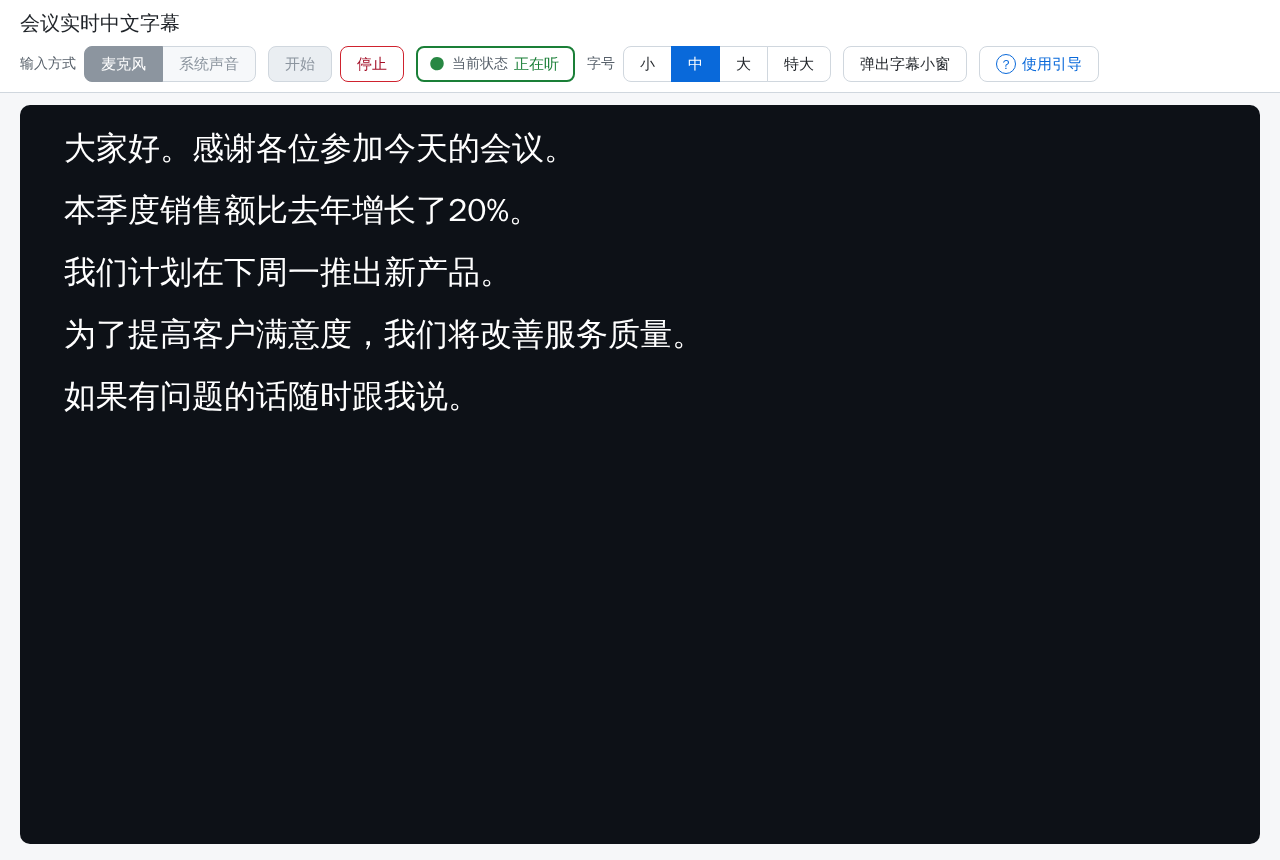 会议实时中文字幕
输入方式 麦克风 系统声音 开始 停止 当前状态 正在听 字号 小 中 大 特大 弹出字幕小窗 ? 使用引导
大家好。感谢各位参加今天的会议。
本季度销售额比去年增长了20%。
我们计划在下周一推出新产品。
为了提高客户满意度，我们将改善服务质量。
如果有问题的话随时跟我说。